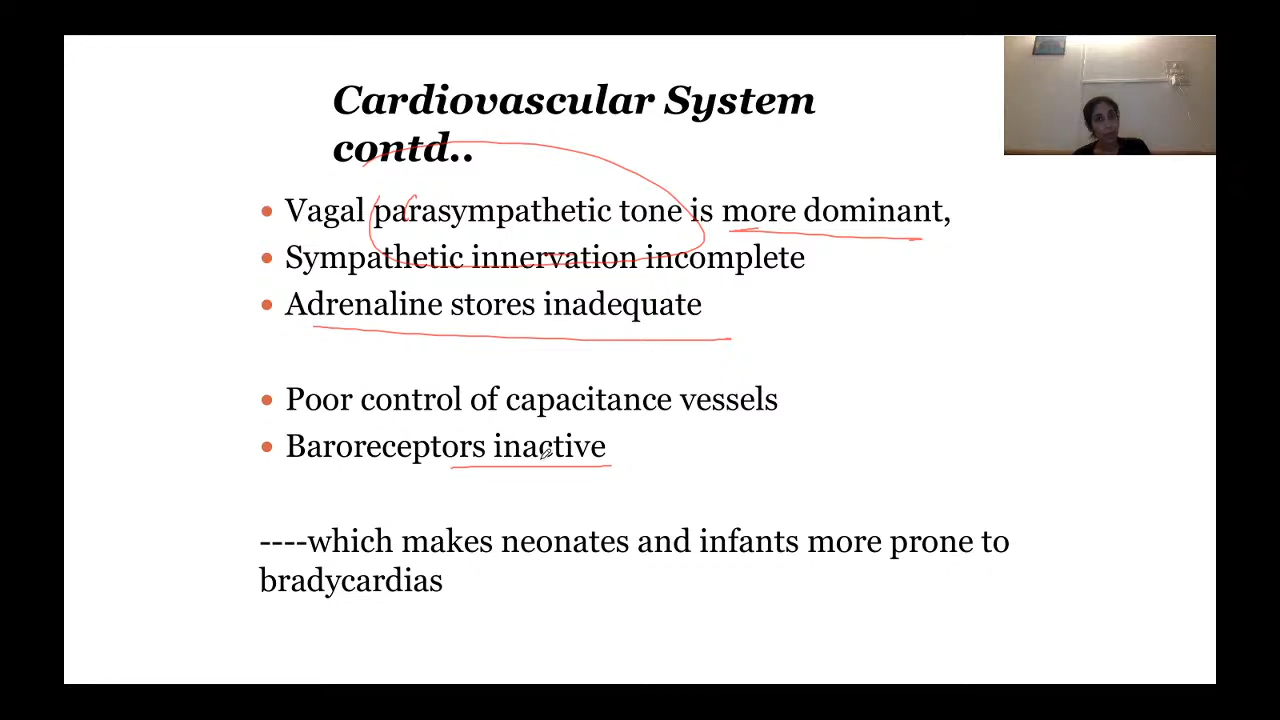 Cardiovascular System
contd..
• Vagal parasympathetic tone is more dominant,
• Sympathetic innervation incomplete
• Adrenaline stores inadequate
• Poor control of capacitance vessels
• Baroreceptors inactive
----which makes neonates and infants more prone to
bradycardias